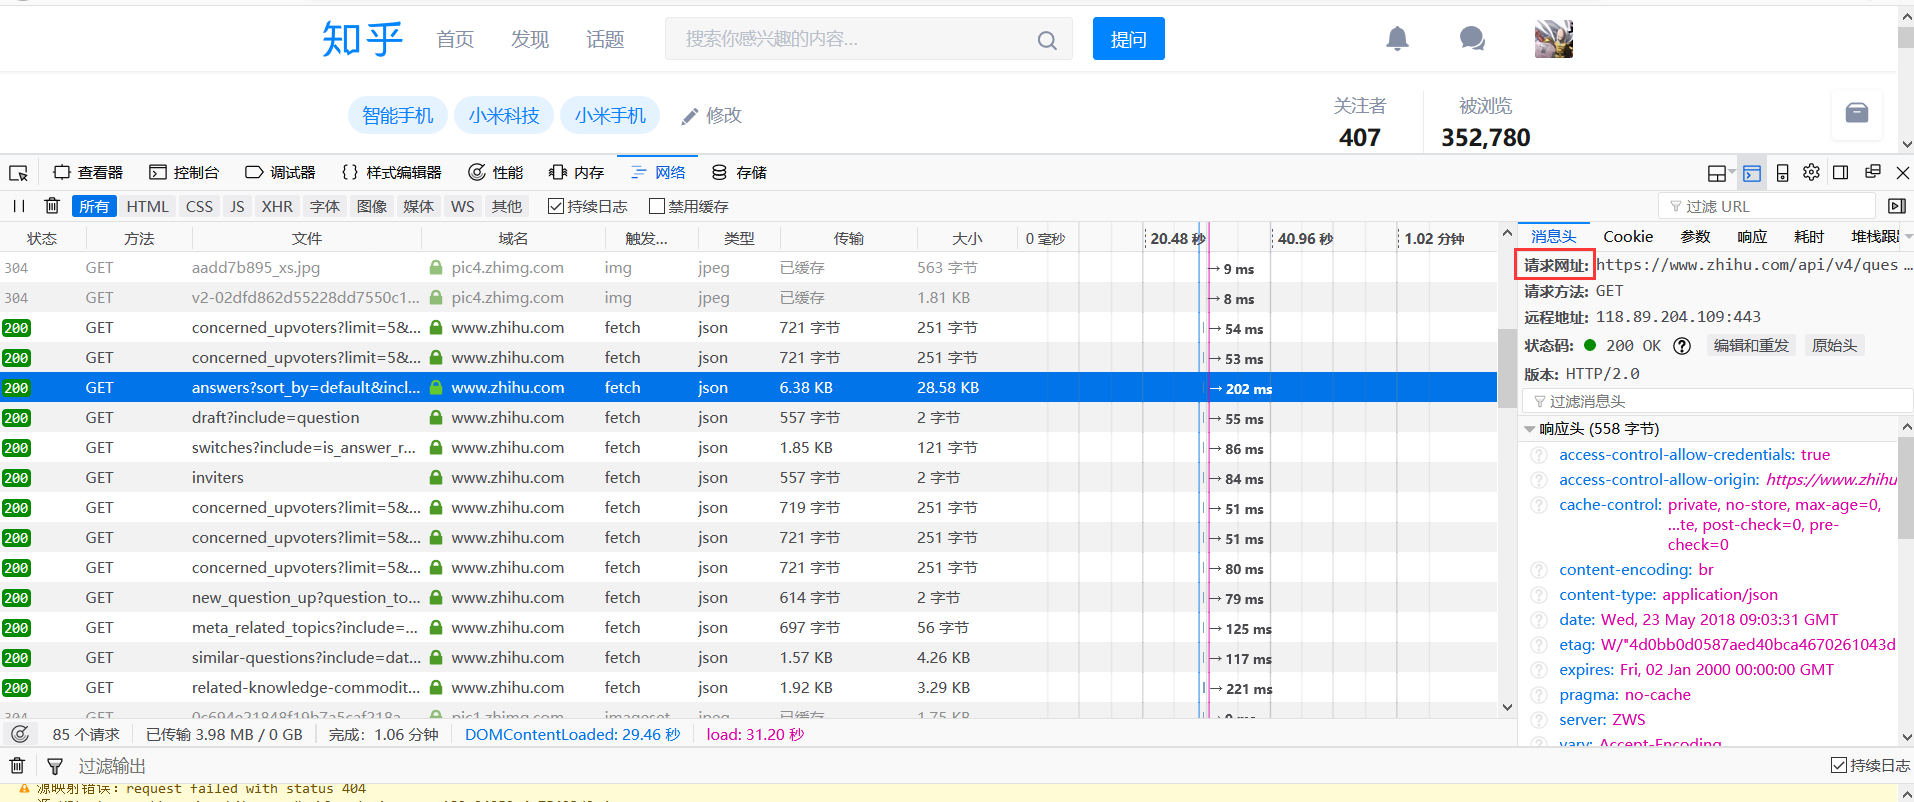 知乎 首页 发现 话题 搜索你感兴趣的内容... 提问
智能手机 小米科技 小米手机 修改 关注者 被浏览
407 352,780
查看器 控制台 调试器 {} 样式编辑器 性能 内存 网络 存储
所有 HTML CSS JS XHR 字体 图像 媒体 WS 其他 持续日志 禁用缓存 过滤 URL
状态 方法 文件 域名 触发... 类型 传输 大小 0 毫秒 20.48 秒 40.96 秒 1.02 分钟
304 GET aadd7b895_xs.jpg pic4.zhimg.com img jpeg 已缓存 563 字节 → 9 ms
304 GET v2-02dfd862d55228dd7550c1... pic4.zhimg.com img jpeg 已缓存 1.81 KB → 8 ms
200 GET concerned_upvoters?limit=5&... www.zhihu.com fetch json 721 字节 251 字节 → 54 ms
200 GET concerned_upvoters?limit=5&... www.zhihu.com fetch json 721 字节 251 字节 → 53 ms
200 GET answers?sort_by=default&incl... www.zhihu.com fetch json 6.38 KB 28.58 KB → 202 ms
200 GET draft?include=question www.zhihu.com fetch json 557 字节 2 字节 → 55 ms
200 GET switches?include=is_answer_r... www.zhihu.com fetch json 1.85 KB 121 字节 → 86 ms
200 GET inviters www.zhihu.com fetch json 557 字节 2 字节 → 84 ms
200 GET concerned_upvoters?limit=5&... www.zhihu.com fetch json 719 字节 251 字节 → 51 ms
200 GET concerned_upvoters?limit=5&... www.zhihu.com fetch json 721 字节 251 字节 → 51 ms
200 GET concerned_upvoters?limit=5&... www.zhihu.com fetch json 721 字节 251 字节 → 80 ms
200 GET new_question_up?question_to... www.zhihu.com fetch json 614 字节 2 字节 → 79 ms
200 GET meta_related_topics?include=... www.zhihu.com fetch json 697 字节 56 字节 → 125 ms
200 GET similar-questions?include=dat... www.zhihu.com fetch json 1.57 KB 4.26 KB → 117 ms
200 GET related-knowledge-commodit... www.zhihu.com fetch json 1.92 KB 3.29 KB → 221 ms
304 GET 0c694e21848f19b7a5caf218a pic1.zhimg.com imageset jpeg 已缓存 1.75 KB
85 个请求 已传输 3.98 MB / 0 GB 完成：1.06 分钟 DOMContentLoaded: 29.46 秒 load: 31.20 秒
消息头 Cookie 参数 响应 耗时 堆栈跟
请求网址: https://www.zhihu.com/api/v4/ques ...
请求方法: GET
远程地址: 118.89.204.109:443
状态码: 200 OK 编辑和重发 原始头
版本: HTTP/2.0
过滤消息头
响应头 (558 字节)
access-control-allow-credentials: true
access-control-allow-origin: https://www.zhihu
cache-control: private, no-store, max-age=0,
...te, post-check=0, pre-
check=0
content-encoding: br
content-type: application/json
date: Wed, 23 May 2018 09:03:31 GMT
etag: W/"4d0bb0d0587aed40bca4670261043d
expires: Fri, 02 Jan 2000 00:00:00 GMT
pragma: no-cache
server: ZWS
vary: Accept-Encoding
过滤输出 持续日志
源映射错误：request failed with status 404